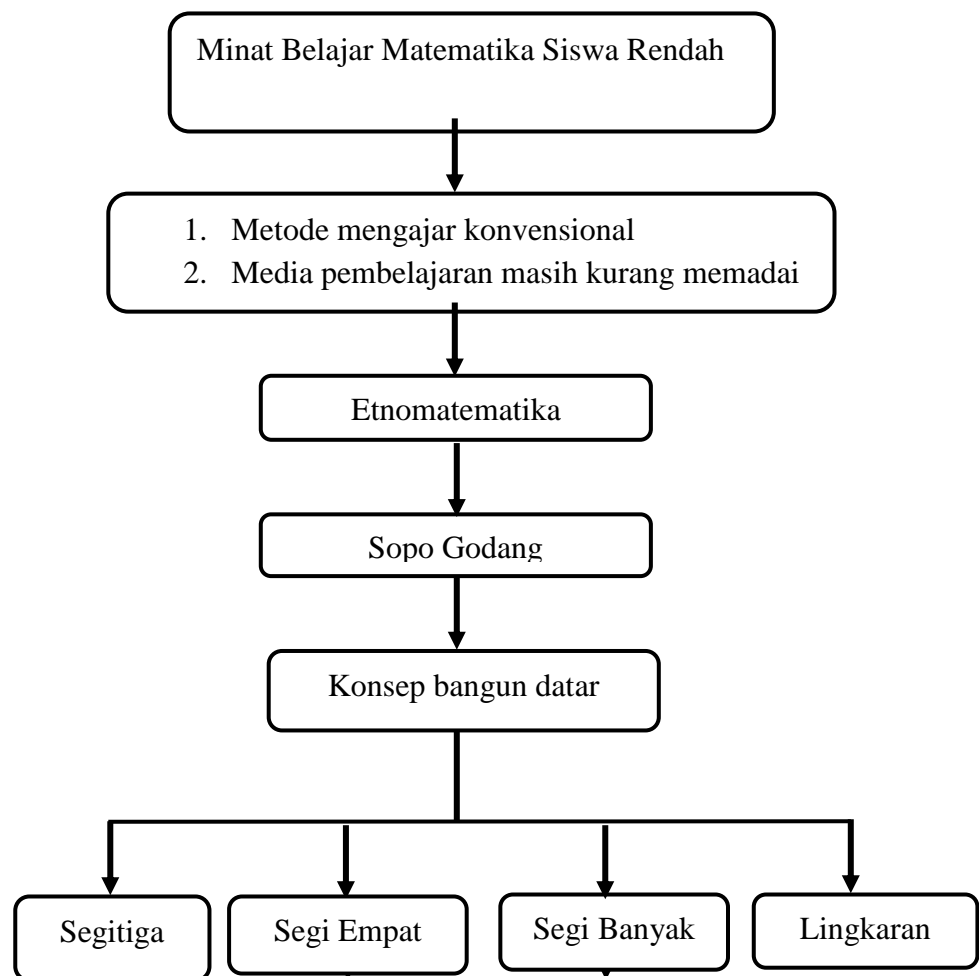 Minat Belajar Matematika Siswa Rendah
1. Metode mengajar konvensional
2. Media pembelajaran masih kurang memadai
Etnomatematika
Sopo Godang
Konsep bangun datar
Segitiga
Segi Empat
Segi Banyak
Lingkaran